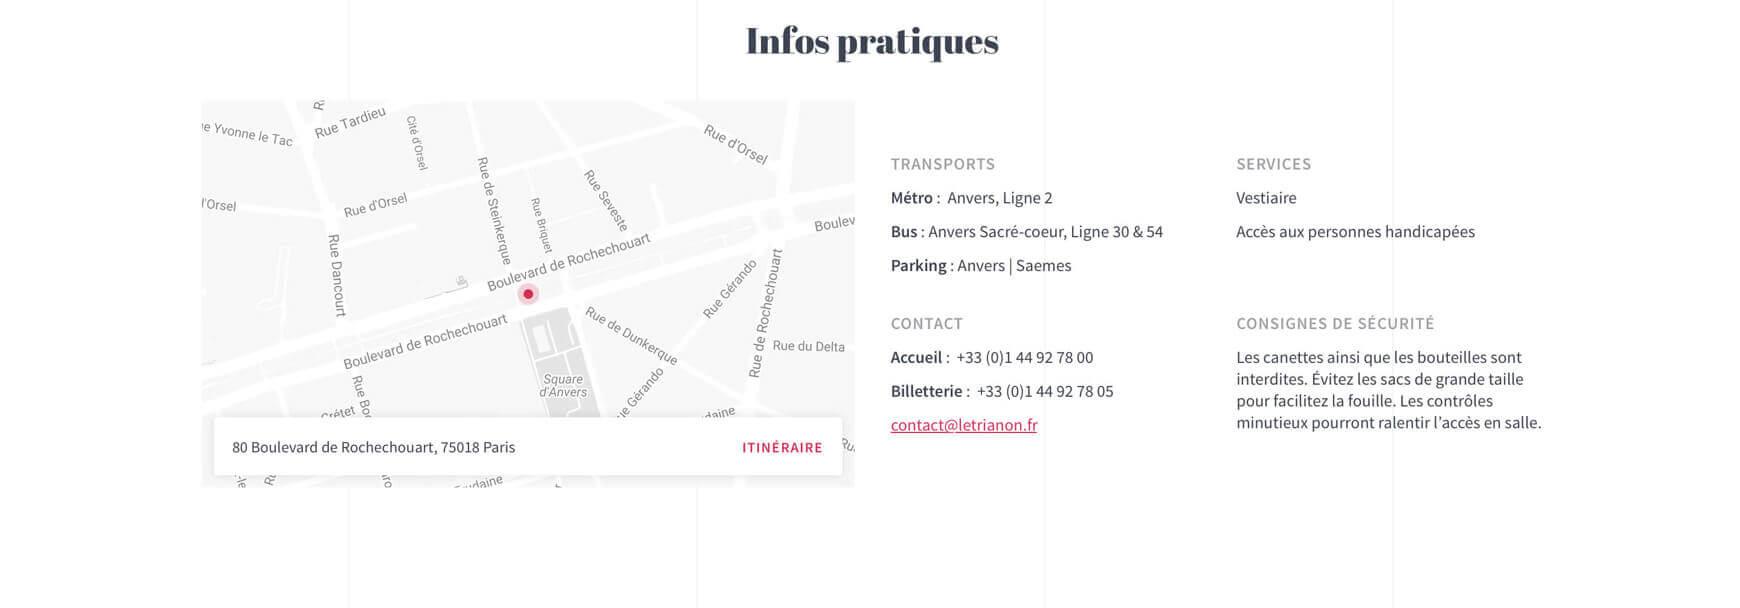 Infos pratiques
Rue Yvonne le Tac
Rue Tardieu
Cité d'Orsel
Rue d'Orsel
d'Orsel
Rue d'Orsel
Rue de Steinkerque
Rue Briquet
Rue Seveste
Boulev
Rue Dancourt
Boulevard de Rochechouart
Boulevard de Rochechouart
Rue Gérando
Rue de Rochechouart
Rue de Dunkerque
Rue du Delta
Square
d'Anvers
ue Gérando
Rue Boc
Crétet
udaine
Ru
80 Boulevard de Rochechouart, 75018 Paris
ITINÉRAIRE
udaine
TRANSPORTS
Métro : Anvers, Ligne 2
Bus : Anvers Sacré-coeur, Ligne 30 & 54
Parking : Anvers | Saemes
SERVICES
Vestiaire
Accès aux personnes handicapées
CONTACT
Accueil : +33 (0)1 44 92 78 00
Billetterie : +33 (0)1 44 92 78 05
contact@letrianon.fr
CONSIGNES DE SÉCURITÉ
Les canettes ainsi que les bouteilles sont
interdites. Évitez les sacs de grande taille
pour facilitez la fouille. Les contrôles
minutieux pourront ralentir l'accès en salle.